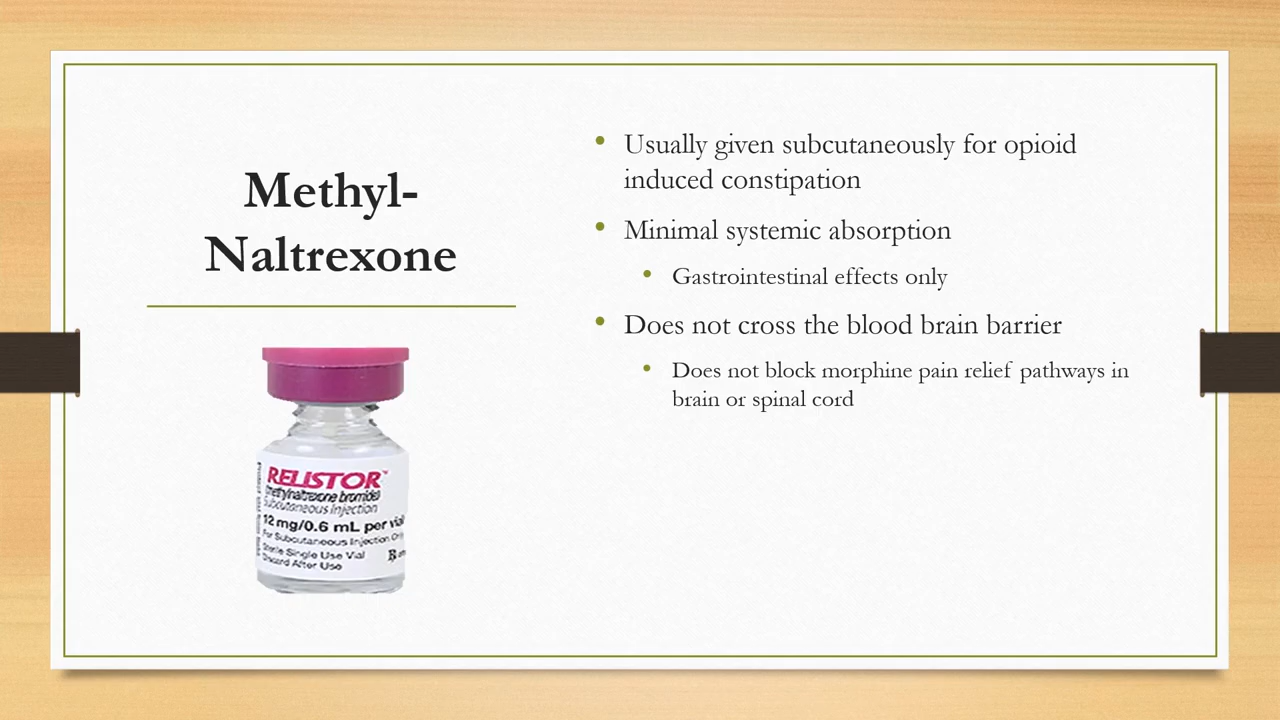 Methyl-
Naltrexone
RELISTOR™
methylnaltrexone bromide
Subcutaneous Injection
12 mg/0.6 mL per vial
For Subcutaneous Injection
Sterile Single Use Vial
Discard After Use
• Usually given subcutaneously for opioid
induced constipation
• Minimal systemic absorption
• Gastrointestinal effects only
• Does not cross the blood brain barrier
• Does not block morphine pain relief pathways in
brain or spinal cord